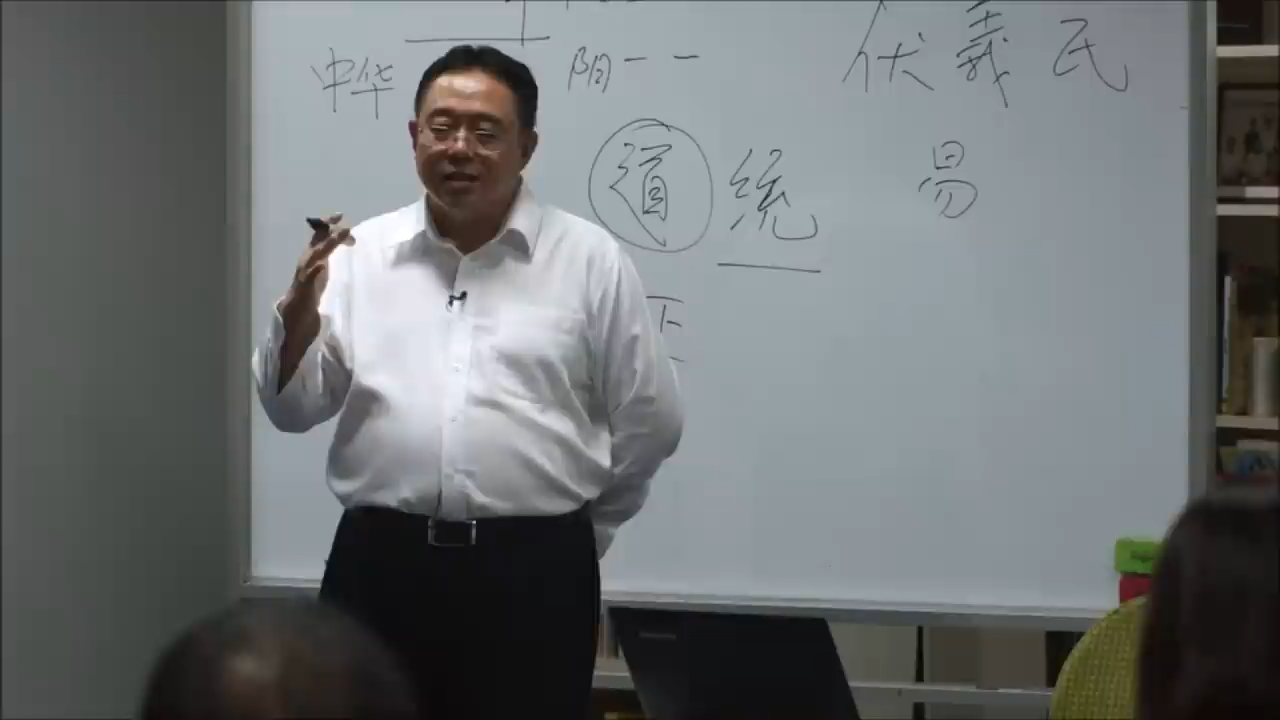 中华 阴 - - 伏羲氏
道统 易